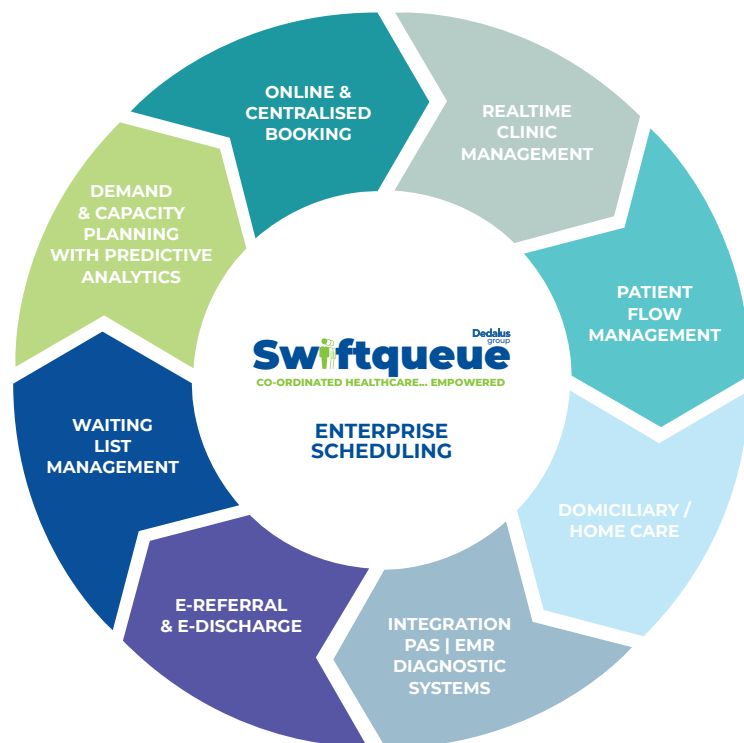 ONLINE &
CENTRALISED
BOOKING
REALTIME
CLINIC
MANAGEMENT
PATIENT
FLOW
MANAGEMENT
DOMICILIARY /
HOME CARE
INTEGRATION
PAS | EMR
DIAGNOSTIC
SYSTEMS
E-REFERRAL
& E-DISCHARGE
WAITING
LIST
MANAGEMENT
DEMAND
& CAPACITY
PLANNING
WITH PREDICTIVE
ANALYTICS
Dedalus
group
Swiftqueue
CO-ORDINATED HEALTHCARE... EMPOWERED
ENTERPRISE
SCHEDULING